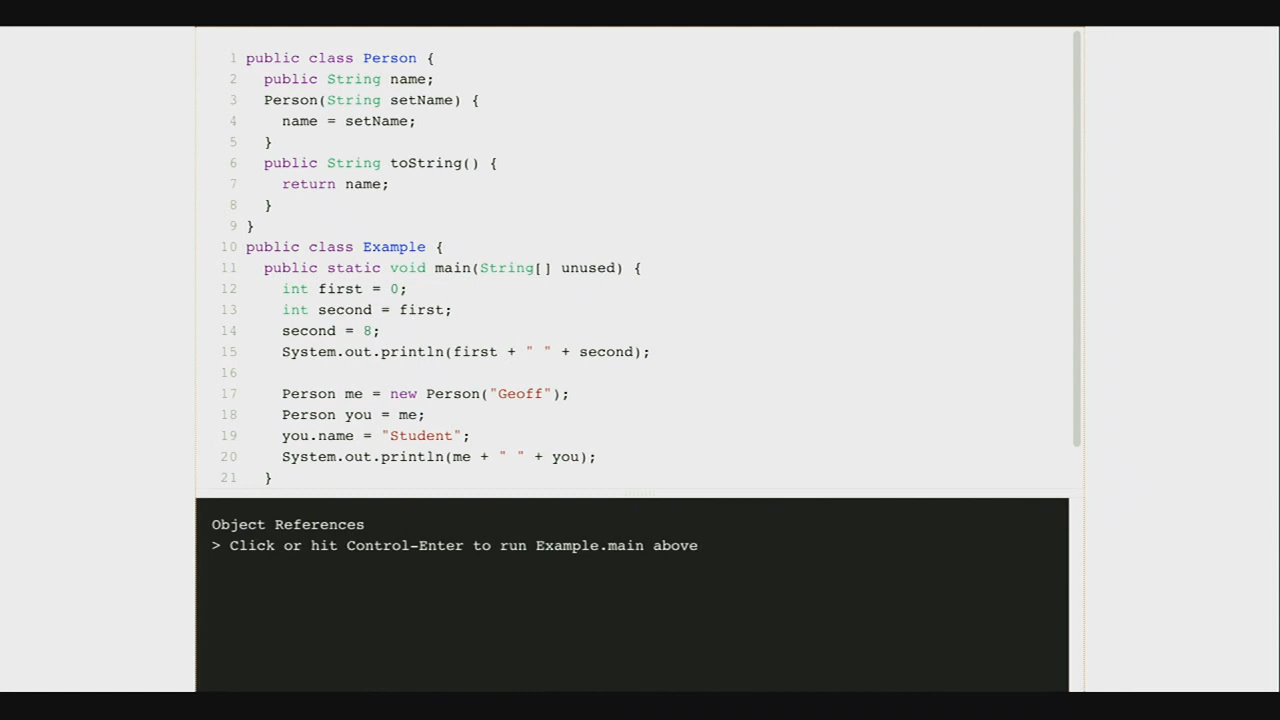 1 public class Person {
2 public String name;
3 Person(String setName) {
4 name = setName;
5 }
6 public String toString() {
7 return name;
8 }
9 }
10 public class Example {
11 public static void main(String[] unused) {
12 int first = 0;
13 int second = first;
14 second = 8;
15 System.out.println(first + " " + second);
16
17 Person me = new Person("Geoff");
18 Person you = me;
19 you.name = "Student";
20 System.out.println(me + " " + you);
21 }
Object References
> Click or hit Control-Enter to run Example.main above